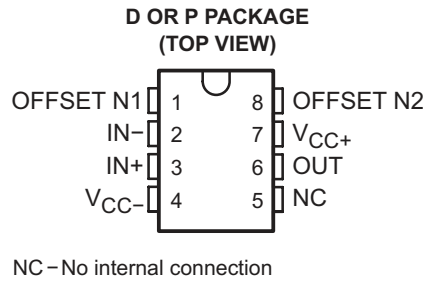 D OR P PACKAGE
(TOP VIEW)
OFFSET N1 1 8 OFFSET N2
IN− 2 7 VCC+
IN+ 3 6 OUT
VCC− 4 5 NC
NC−No internal connection